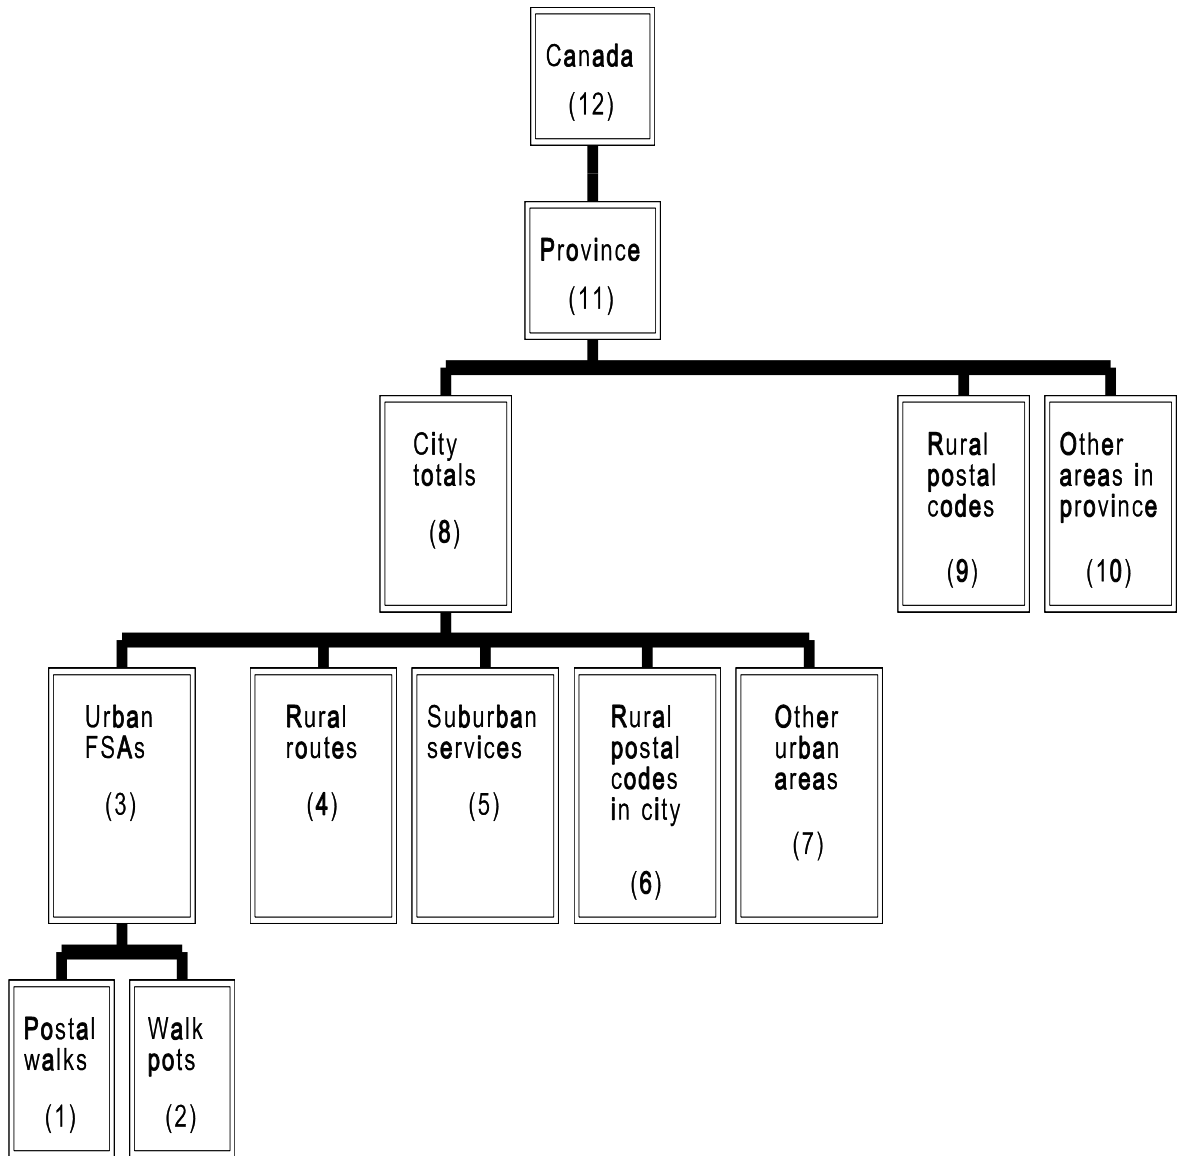 Canada
(12)
Province
(11)
City
totals
(8)
Rural
postal
codes
(9)
Other
areas in
province
(10)
Urban
FSAs
(3)
Rural
routes
(4)
Suburban
services
(5)
Rural
postal
codes
in city
(6)
Other
urban
areas
(7)
Postal
walks
(1)
Walk
pots
(2)